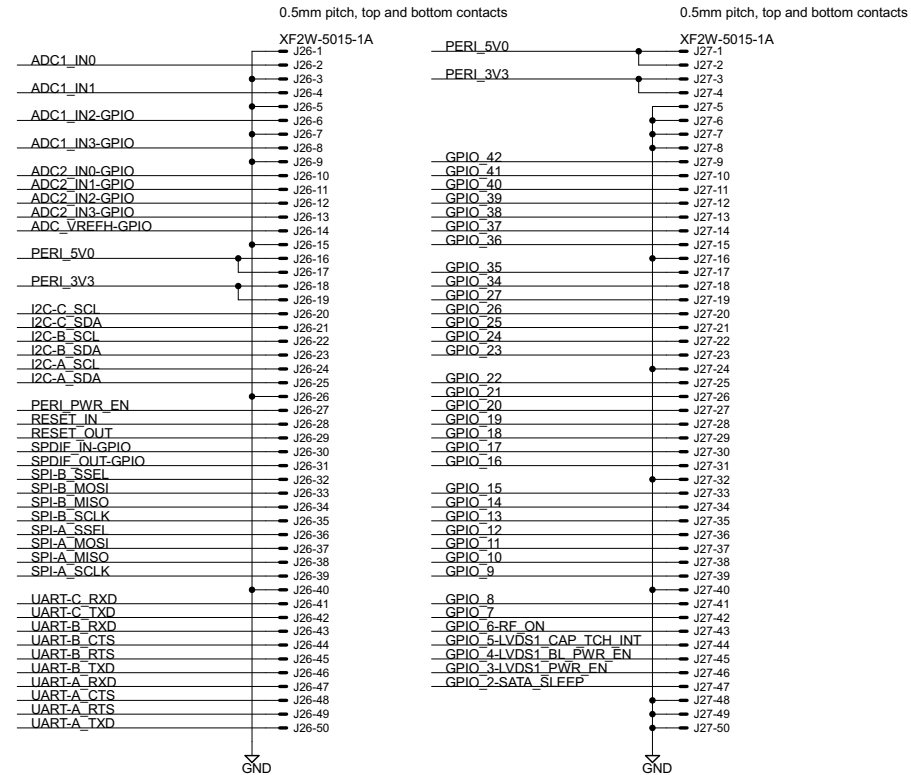 0.5mm pitch, top and bottom contacts
XF2W-5015-1A
J26-1
ADC1_IN0 J26-2
J26-3
ADC1_IN1 J26-4
J26-5
ADC1_IN2-GPIO J26-6
J26-7
ADC1_IN3-GPIO J26-8
J26-9
ADC2_IN0-GPIO J26-10
ADC2_IN1-GPIO J26-11
ADC2_IN2-GPIO J26-12
ADC2_IN3-GPIO J26-13
ADC_VREFH-GPIO J26-14
J26-15
PERI_5V0 J26-16
J26-17
PERI_3V3 J26-18
J26-19
I2C-C_SCL J26-20
I2C-C_SDA J26-21
I2C-B_SCL J26-22
I2C-B_SDA J26-23
I2C-A_SCL J26-24
I2C-A_SDA J26-25
J26-26
PERI_PWR_EN J26-27
RESET_IN J26-28
RESET_OUT J26-29
SPDIF_IN-GPIO J26-30
SPDIF_OUT-GPIO J26-31
SPI-B_SSEL J26-32
SPI-B_MOSI J26-33
SPI-B_MISO J26-34
SPI-B_SCLK J26-35
SPI-A_SSEL J26-36
SPI-A_MOSI J26-37
SPI-A_MISO J26-38
SPI-A_SCLK J26-39
J26-40
UART-C_RXD J26-41
UART-C_TXD J26-42
UART-B_RXD J26-43
UART-B_CTS J26-44
UART-B_RTS J26-45
UART-B_TXD J26-46
UART-A_RXD J26-47
UART-A_CTS J26-48
UART-A_RTS J26-49
UART-A_TXD J26-50
GND
0.5mm pitch, top and bottom contacts
XF2W-5015-1A
PERI_5V0 J27-1
J27-2
PERI_3V3 J27-3
J27-4
J27-5
J27-6
J27-7
J27-8
GPIO_42 J27-9
GPIO_41 J27-10
GPIO_40 J27-11
GPIO_39 J27-12
GPIO_38 J27-13
GPIO_37 J27-14
GPIO_36 J27-15
J27-16
GPIO_35 J27-17
GPIO_34 J27-18
GPIO_27 J27-19
GPIO_26 J27-20
GPIO_25 J27-21
GPIO_24 J27-22
GPIO_23 J27-23
J27-24
GPIO_22 J27-25
GPIO_21 J27-26
GPIO_20 J27-27
GPIO_19 J27-28
GPIO_18 J27-29
GPIO_17 J27-30
GPIO_16 J27-31
J27-32
GPIO_15 J27-33
GPIO_14 J27-34
GPIO_13 J27-35
GPIO_12 J27-36
GPIO_11 J27-37
GPIO_10 J27-38
GPIO_9 J27-39
J27-40
GPIO_8 J27-41
GPIO_7 J27-42
GPIO_6-RF_ON J27-43
GPIO_5-LVDS1_CAP_TCH_INT J27-44
GPIO_4-LVDS1_BL_PWR_EN J27-45
GPIO_3-LVDS1_PWR_EN J27-46
GPIO_2-SATA_SLEEP J27-47
J27-48
J27-49
J27-50
GND